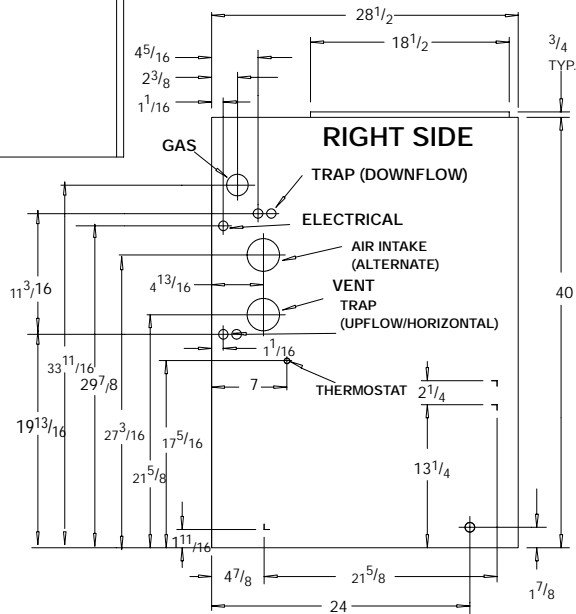 28 1/2
18 1/2
4 5/16
2 3/8
1 1/16
3/4
TYP.
RIGHT SIDE
GAS
TRAP (DOWNFLOW)
ELECTRICAL
AIR INTAKE
(ALTERNATE)
4 13/16
VENT
TRAP
(UPFLOW/HORIZONTAL)
11 3/16
40
1 1/16
33 11/16
7
THERMOSTAT
2 1/4
29 7/8
19 13/16
27 3/16
17 5/16
21 5/8
13 1/4
1 11/16
4 7/8
21 5/8
24
1 7/8